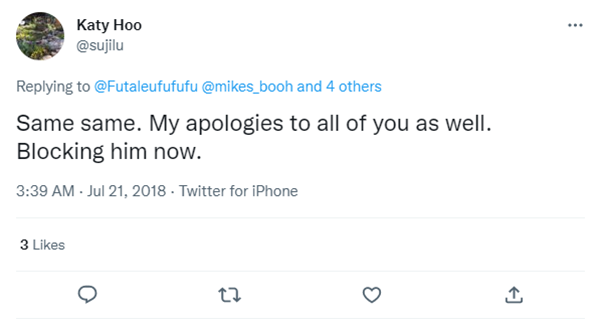 Katy Hoo
@sujilu
Replying to @Futaleufufufu @mikes_booh and 4 others
Same same. My apologies to all of you as well.
Blocking him now.
3:39 AM · Jul 21, 2018 · Twitter for iPhone
3 Likes